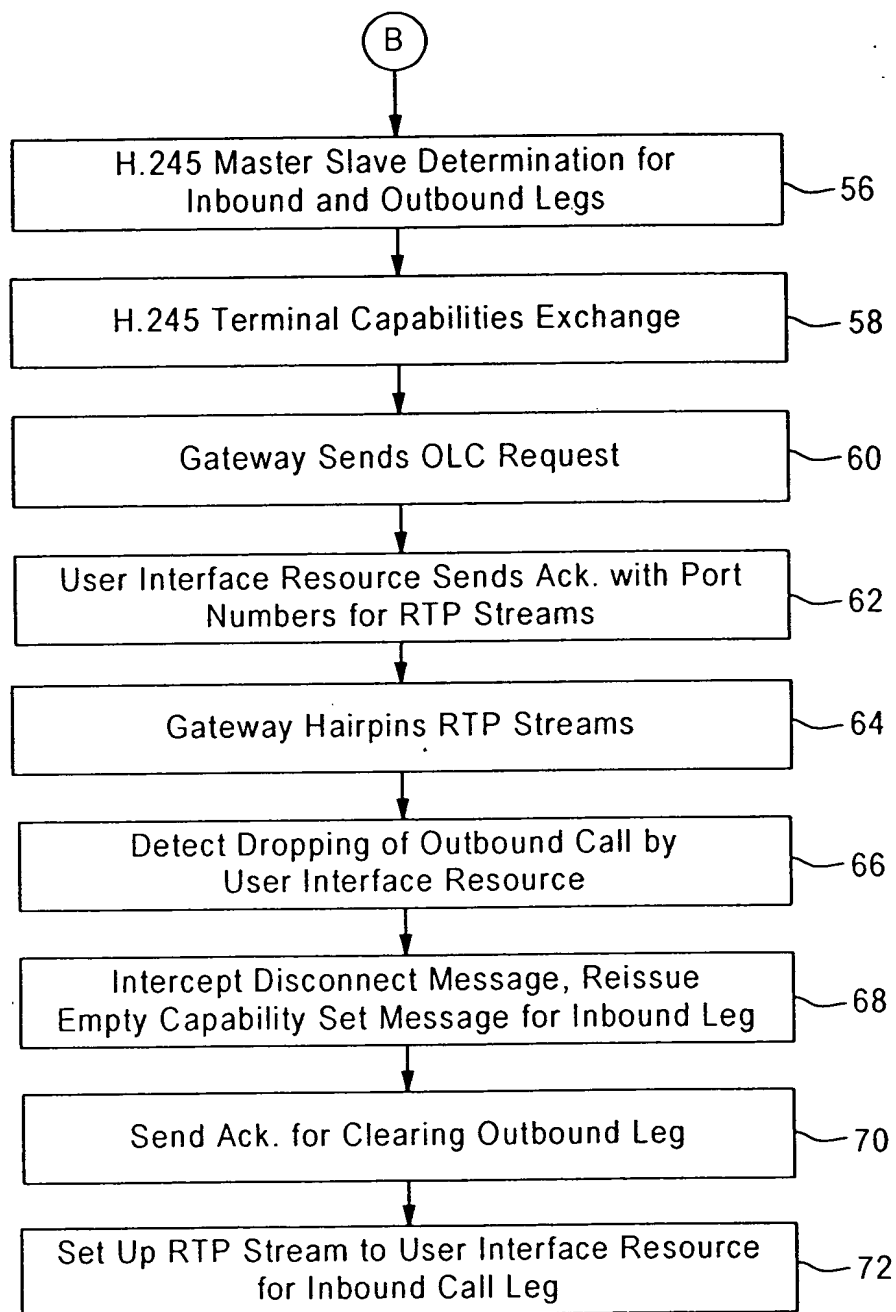 B
H.245 Master Slave Determination for
Inbound and Outbound Legs
56
H.245 Terminal Capabilities Exchange
58
Gateway Sends OLC Request
60
User Interface Resource Sends Ack. with Port
Numbers for RTP Streams
62
Gateway Hairpins RTP Streams
64
Detect Dropping of Outbound Call by
User Interface Resource
66
Intercept Disconnect Message, Reissue
Empty Capability Set Message for Inbound Leg
68
Send Ack. for Clearing Outbound Leg
70
Set Up RTP Stream to User Interface Resource
for Inbound Call Leg
72